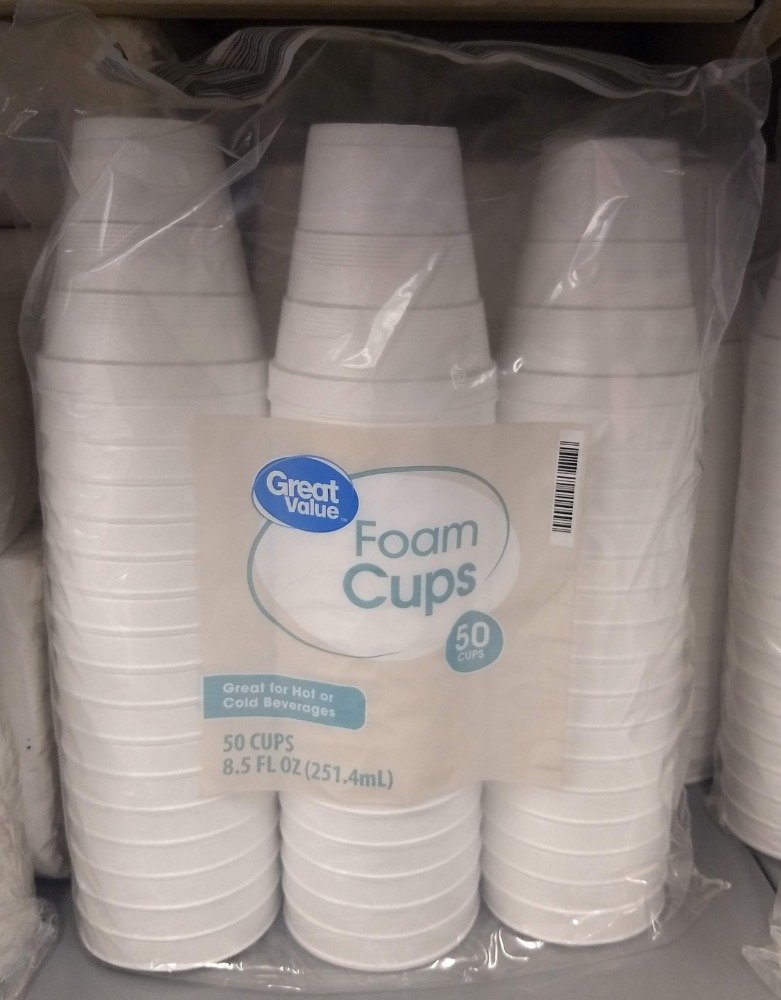 Great
Value
Foam
Cups
50
CUPS
Great for Hot or
Cold Beverages
50 CUPS
8.5 FL OZ (251.4mL)